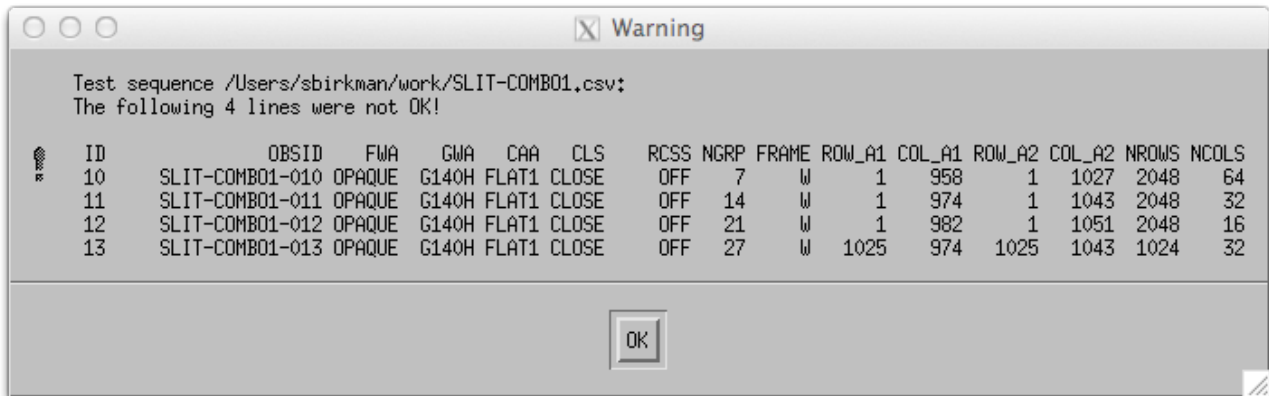 X Warning
Test sequence /Users/sbirkman/work/SLIT-COMBO1.csv:
The following 4 lines were not OK!
ID OBSID FWA GWA CAA CLS RCSS NGRP FRAME ROW_A1 COL_A1 ROW_A2 COL_A2 NROWS NCOLS
10 SLIT-COMBO1-010 OPAQUE G140H FLAT1 CLOSE OFF 7 W 1 958 1 1027 2048 64
11 SLIT-COMBO1-011 OPAQUE G140H FLAT1 CLOSE OFF 14 W 1 974 1 1043 2048 32
12 SLIT-COMBO1-012 OPAQUE G140H FLAT1 CLOSE OFF 21 W 1 982 1 1051 2048 16
13 SLIT-COMBO1-013 OPAQUE G140H FLAT1 CLOSE OFF 27 W 1025 974 1025 1043 1024 32
OK